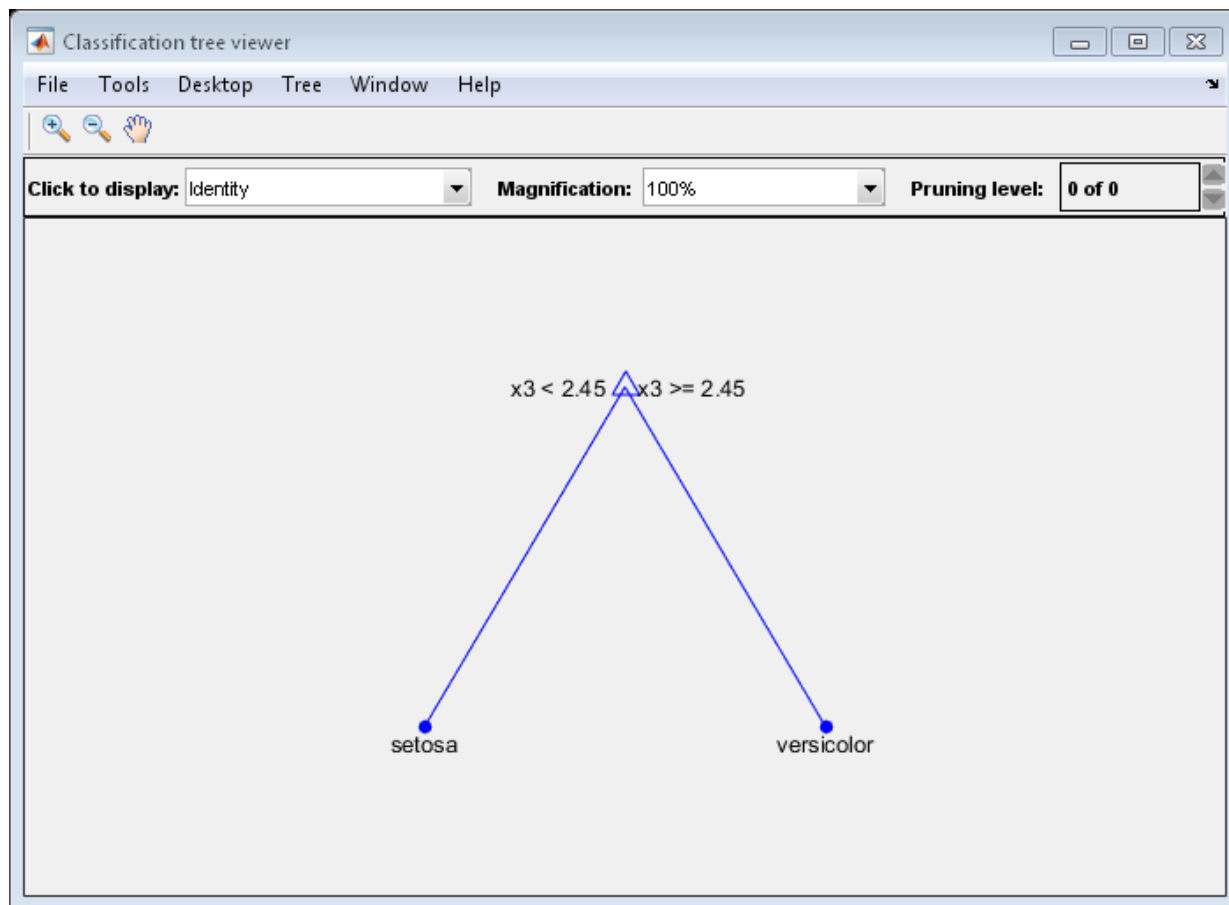 Classification tree viewer
File Tools Desktop Tree Window Help
Click to display: Identity Magnification: 100% Pruning level: 0 of 0
x3 < 2.45 x3 >= 2.45
setosa versicolor